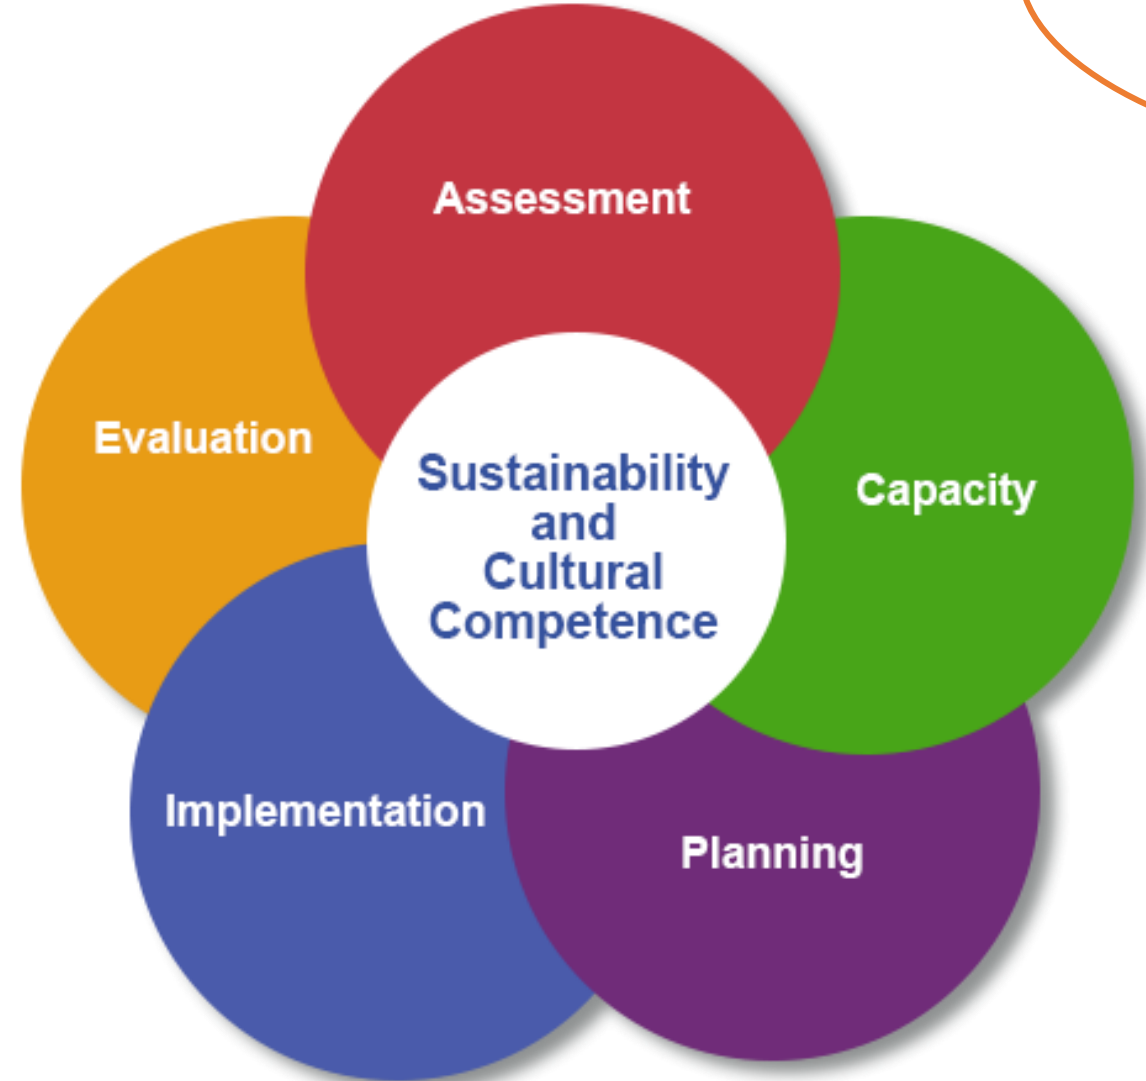 Assessment
Evaluation
Capacity
Sustainability
and
Cultural
Competence
Implementation
Planning